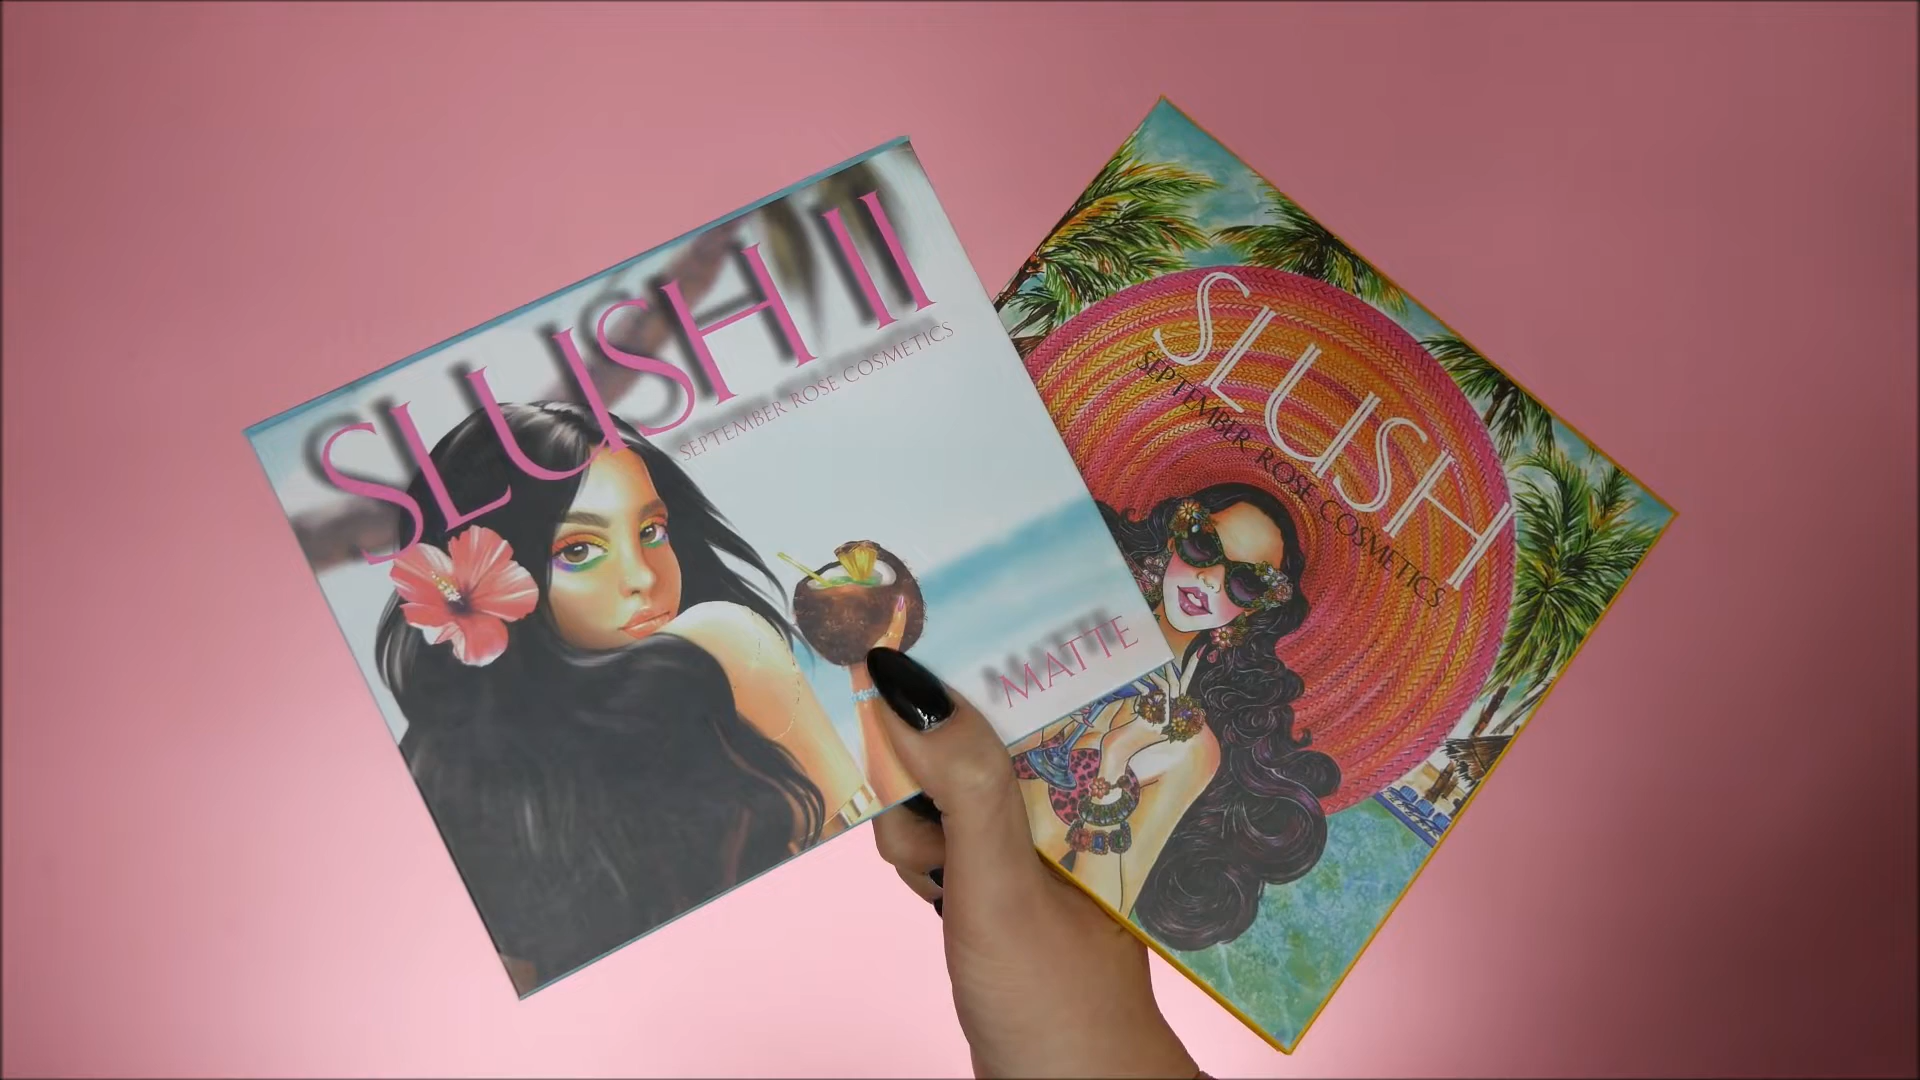 SLUSH II
SEPTEMBER ROSE COSMETICS
MATTE
SLUSH
SEPTEMBER ROSE COSMETICS